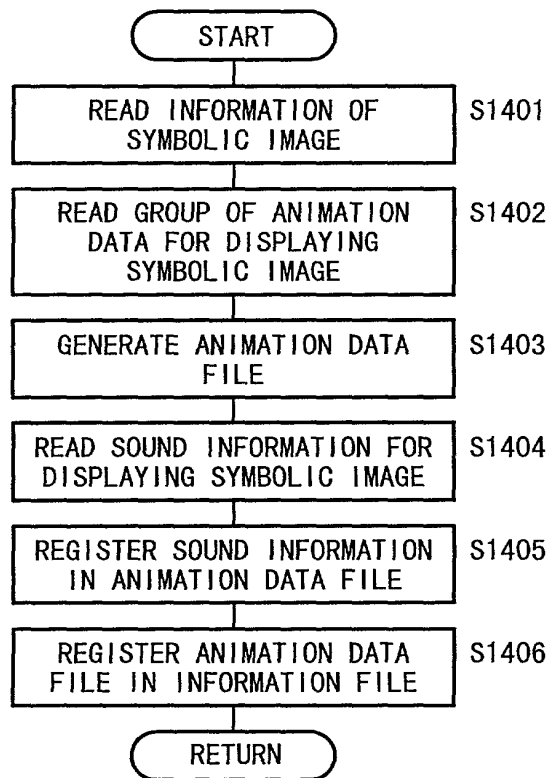 START
READ INFORMATION OF S1401
SYMBOLIC IMAGE
READ GROUP OF ANIMATION S1402
DATA FOR DISPLAYING
SYMBOLIC IMAGE
GENERATE ANIMATION DATA S1403
FILE
READ SOUND INFORMATION FOR S1404
DISPLAYING SYMBOLIC IMAGE
REGISTER SOUND INFORMATION S1405
IN ANIMATION DATA FILE
REGISTER ANIMATION DATA S1406
FILE IN INFORMATION FILE
RETURN